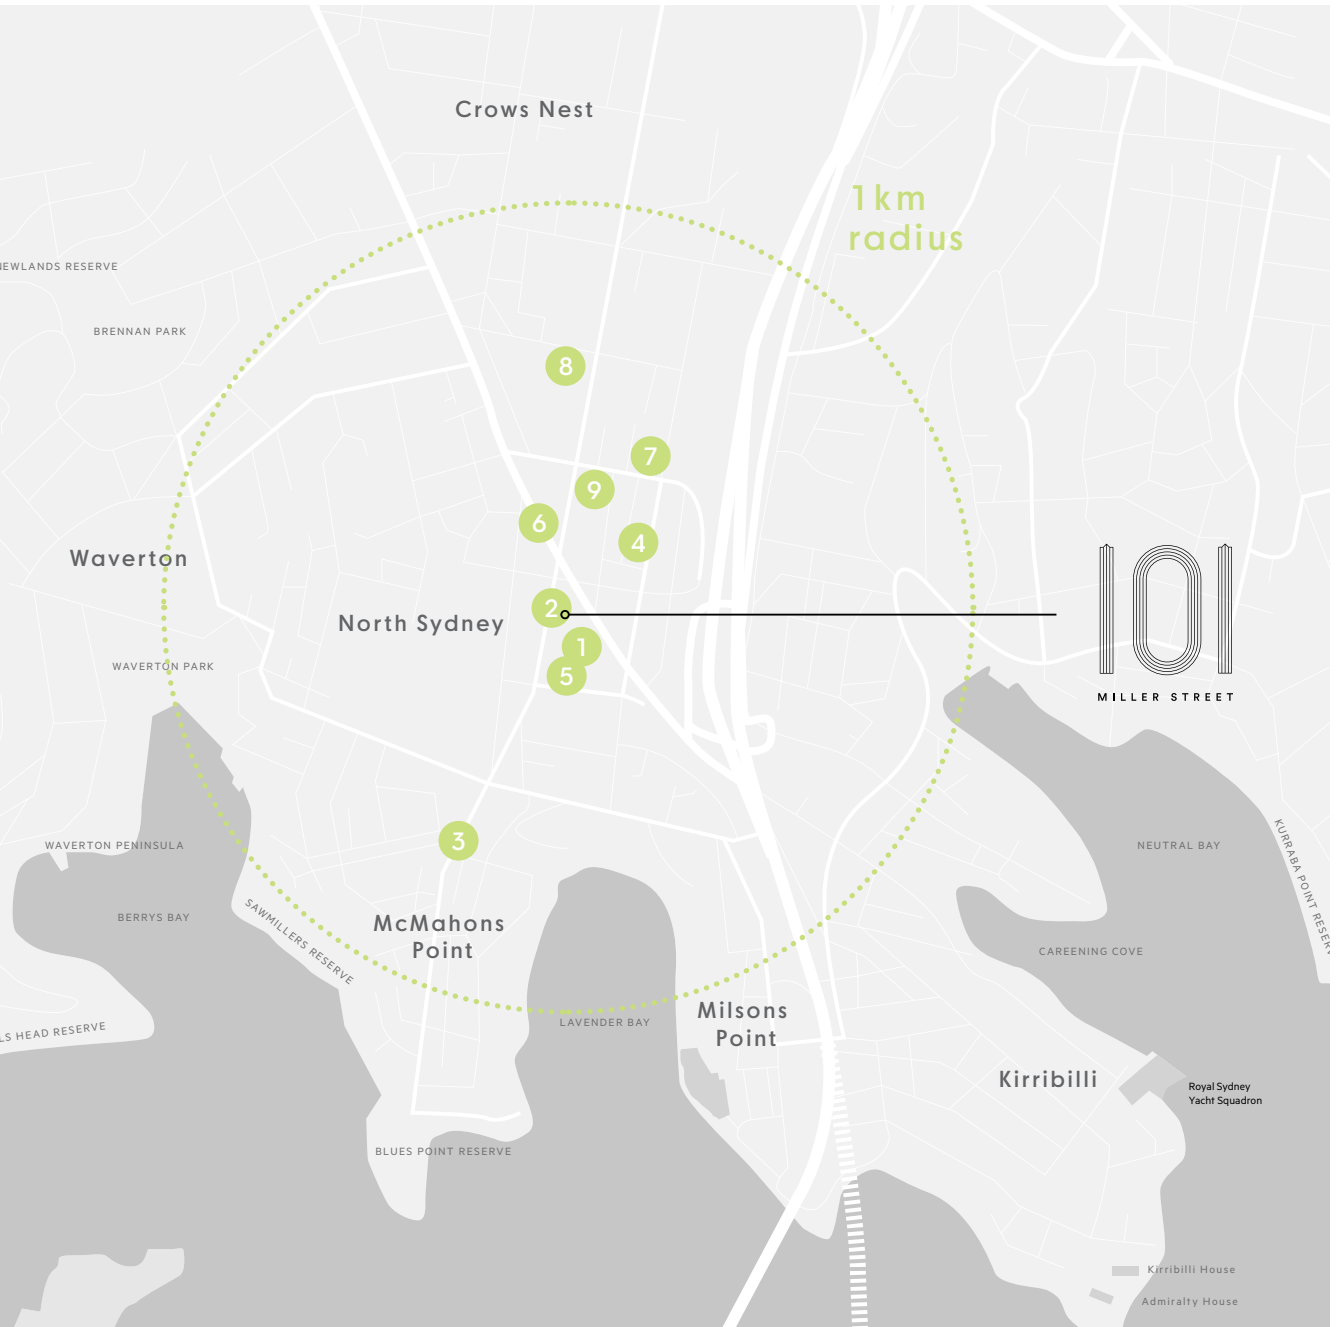 Crows Nest
1km
radius
EWLANDS RESERVE
BRENNAN PARK
8
7
9
6
4
Waverton
2
North Sydney
101
1
WAVERTON PARK
5
MILLER STREET
3
WAVERTON PENINSULA
NEUTRAL BAY
KURRABA POINT RESERV
BERRYS BAY
SAWMILLERS RESERVE
McMahons
Point
CAREENING COVE
Milsons
Point
LAVENDER BAY
LS HEAD RESERVE
Kirribilli
Royal Sydney
Yacht Squadron
BLUES POINT RESERVE
Kirribilli House
Admiralty House